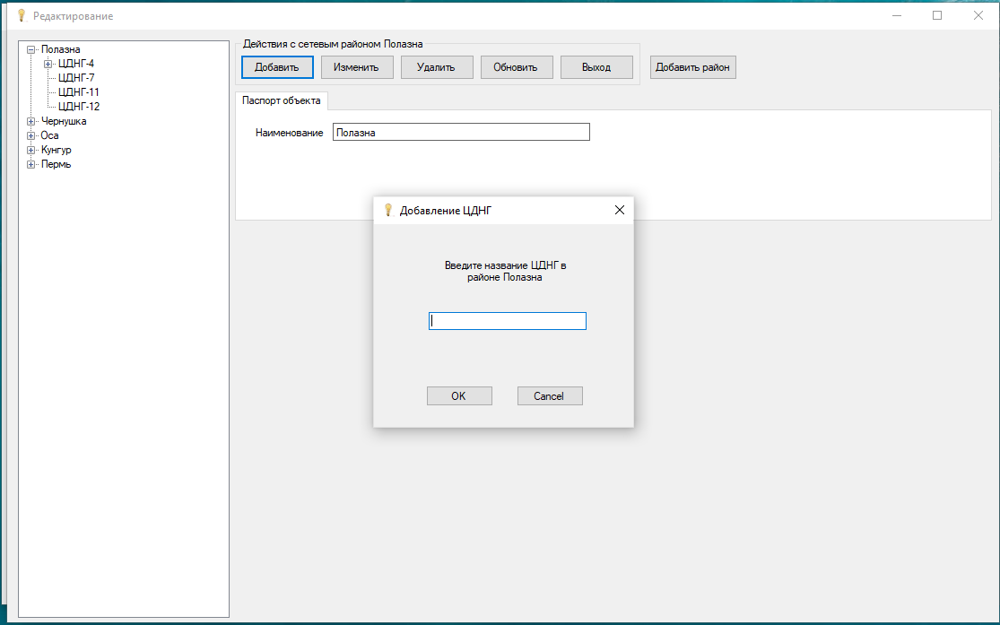 Редактирование
Полазна
ЦДНГ-4
ЦДНГ-7
ЦДНГ-11
ЦДНГ-12
Чернушка
Оса
Кунгур
Пермь
Действия с сетевым районом Полазна
Добавить Изменить Удалить Обновить Выход Добавить район
Паспорт объекта
Наименование Полазна
Добавление ЦДНГ
Введите название ЦДНГ в
районе Полазна
OK Cancel